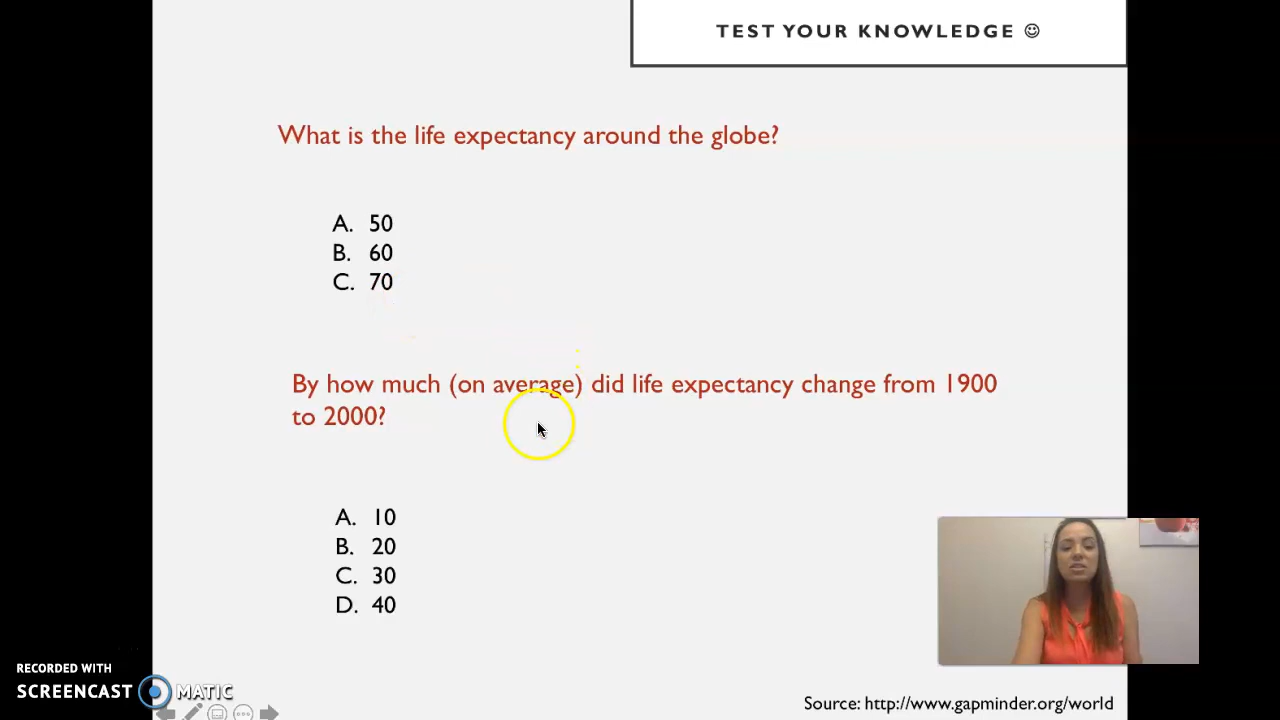 TEST YOUR KNOWLEDGE ☺
What is the life expectancy around the globe?
A. 50
B. 60
C. 70
By how much (on average) did life expectancy change from 1900
to 2000?
A. 10
B. 20
C. 30
D. 40
RECORDED WITH
SCREENCAST MATIC
Source: http://www.gapminder.org/world